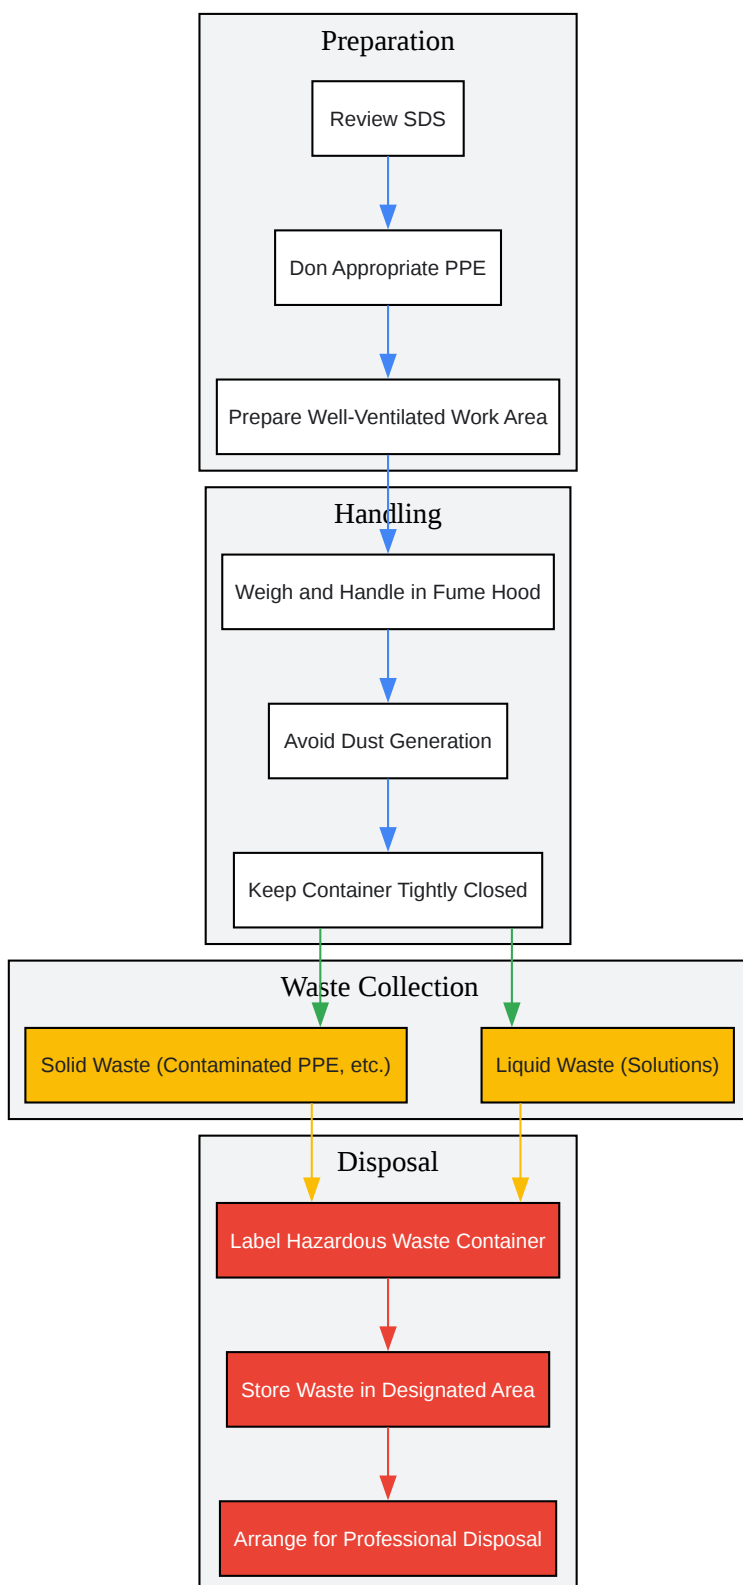 Preparation
Review SDS
Don Appropriate PPE
Prepare Well-Ventilated Work Area
Handling
Weigh and Handle in Fume Hood
Avoid Dust Generation
Keep Container Tightly Closed
Waste Collection
Solid Waste (Contaminated PPE, etc.)
Liquid Waste (Solutions)
Disposal
Label Hazardous Waste Container
Store Waste in Designated Area
Arrange for Professional Disposal